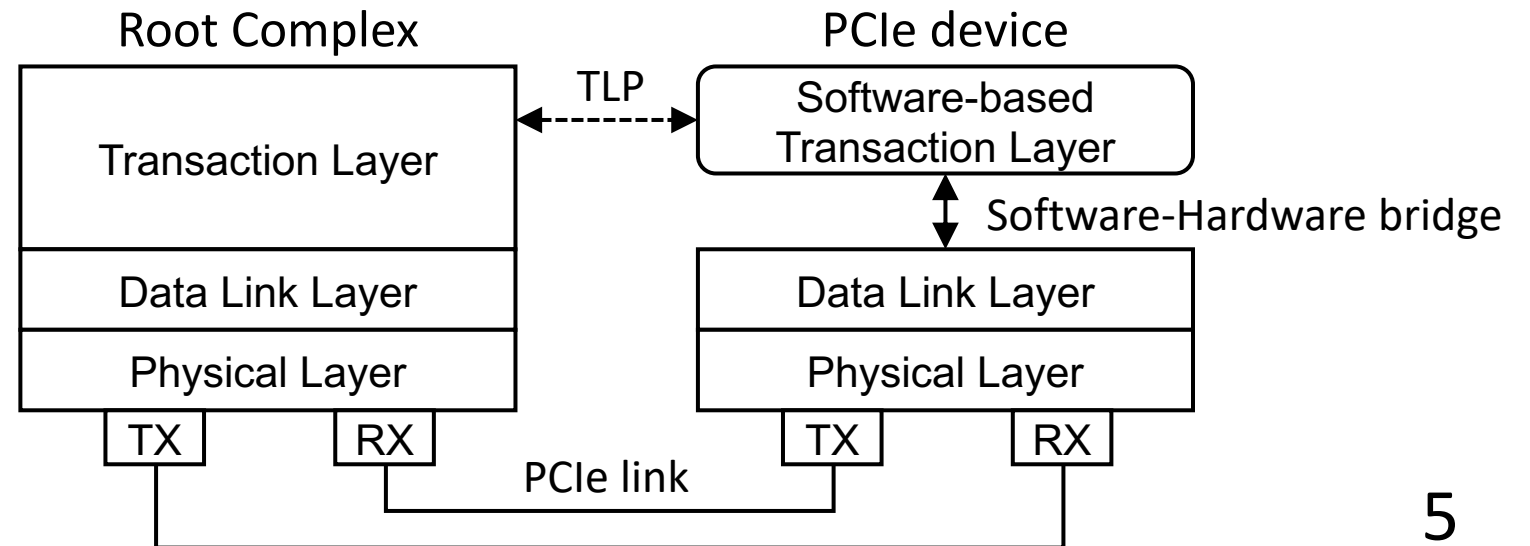 Root Complex
PCIe device
TLP
Transaction Layer
Software-based
Transaction Layer
Software-Hardware bridge
Data Link Layer
Data Link Layer
Physical Layer
Physical Layer
TX
RX
TX
RX
PCIe link
5